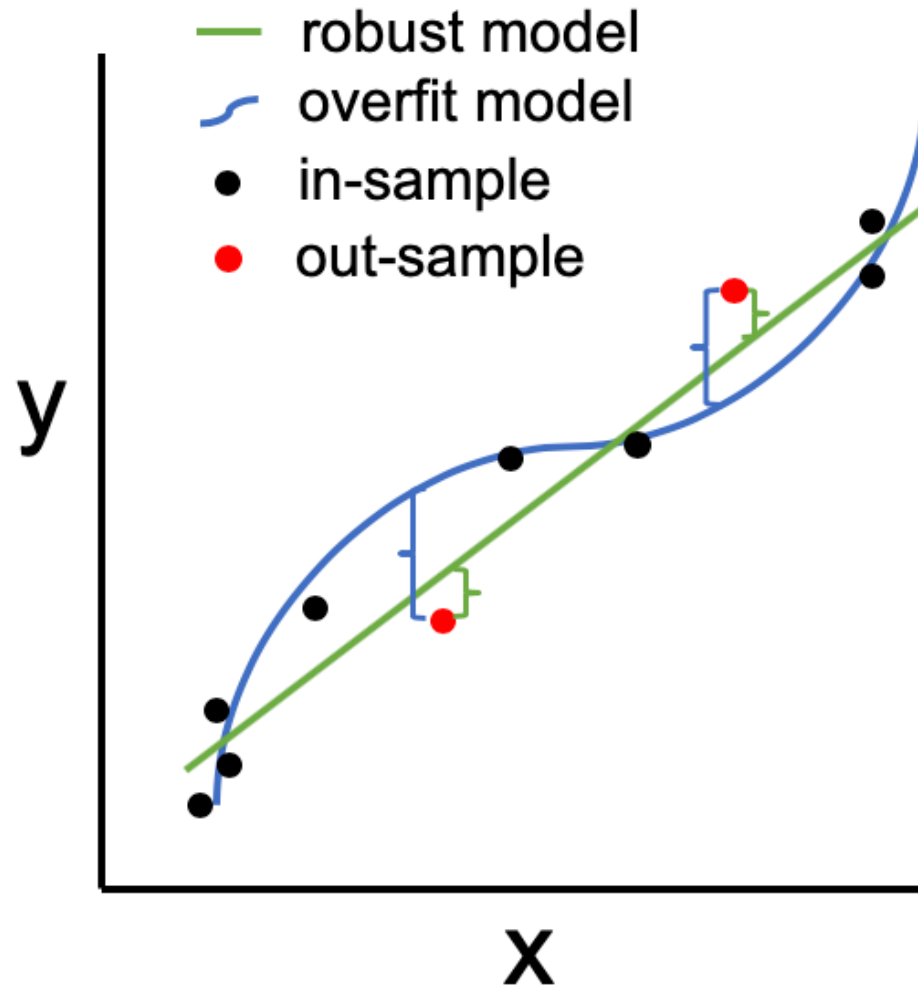 robust model
overfit model
in-sample
out-sample
y
x